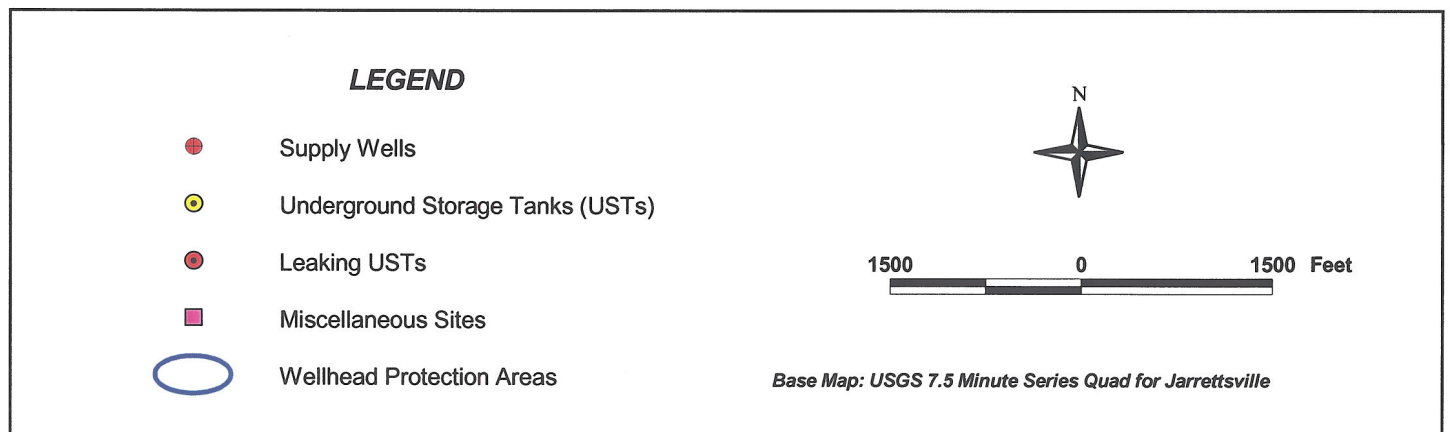 LEGEND
Supply Wells
Underground Storage Tanks (USTs)
Leaking USTs
Miscellaneous Sites
Wellhead Protection Areas
N
1500 0 1500 Feet
Base Map: USGS 7.5 Minute Series Quad for Jarrettsville